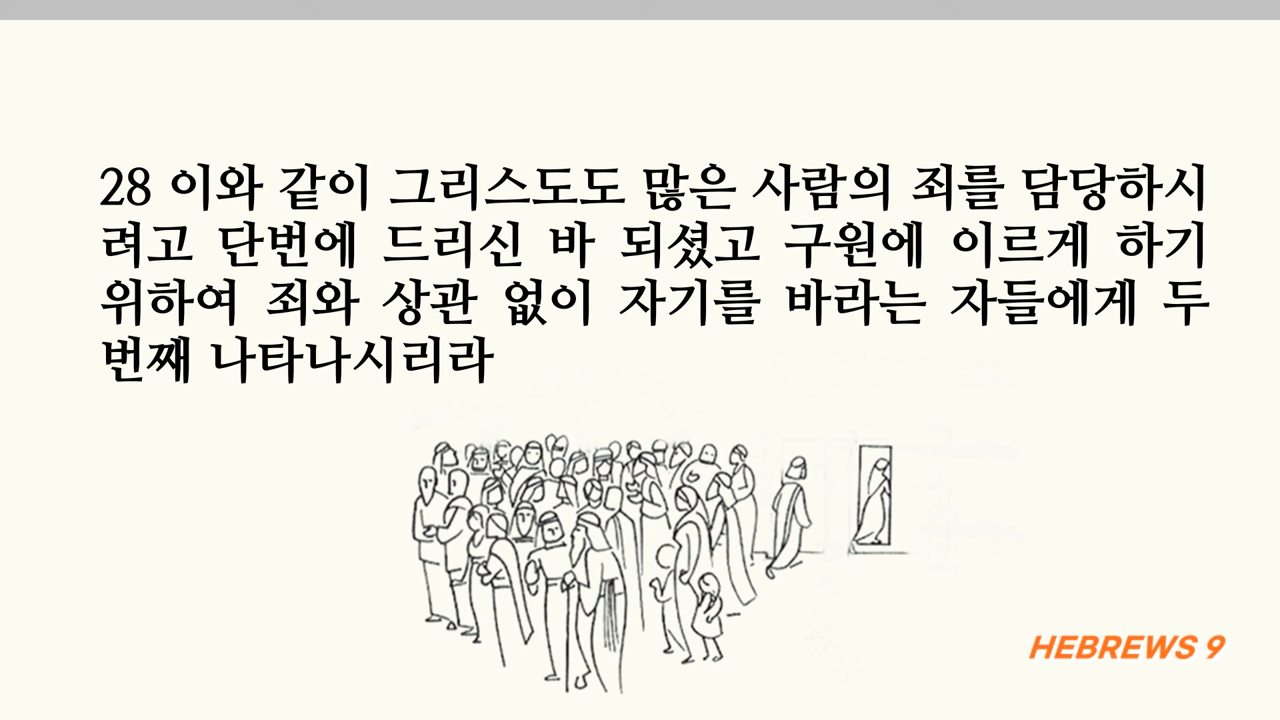 28 이와 같이 그리스도도 많은 사람의 죄를 담당하시
려고 단번에 드리신 바 되셨고 구원에 이르게 하기
위하여 죄와 상관 없이 자기를 바라는 자들에게 두
번째 나타나시리라
HEBREWS 9